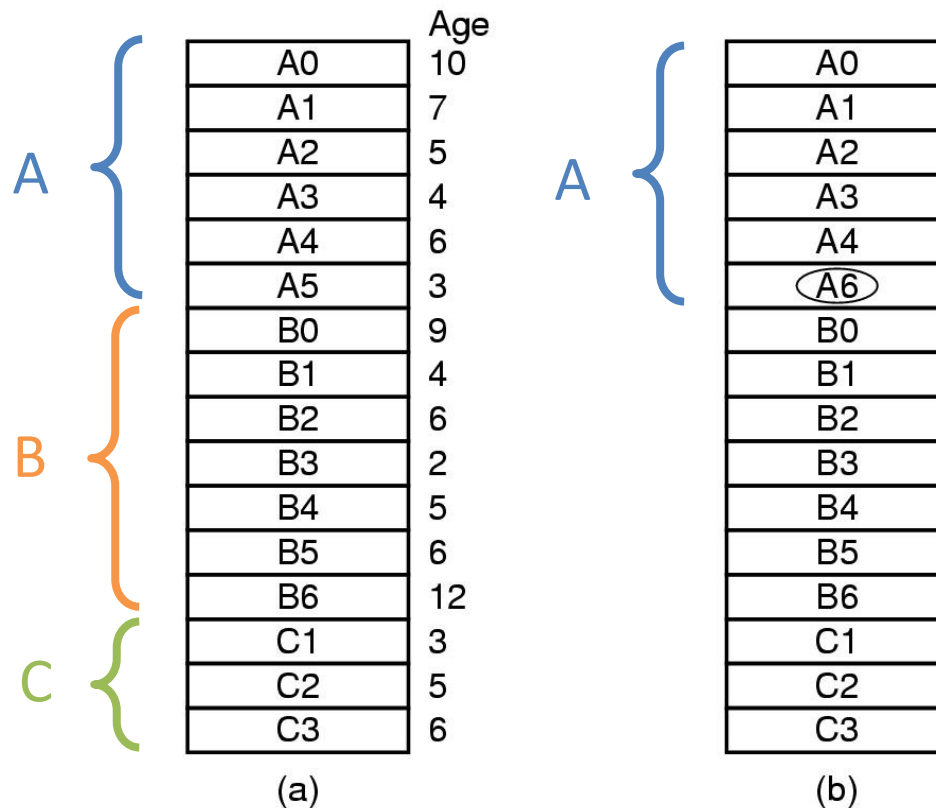 Age
A0 10 A0
A1 7 A1
A2 5 A2
A A3 4 A A3
A4 6 A4
A5 3 A6
B0 9 B0
B1 4 B1
B2 6 B2
B B3 2 B3
B4 5 B4
B5 6 B5
B6 12 B6
C1 3 C1
C C2 5 C2
C3 6 C3
(a) (b)